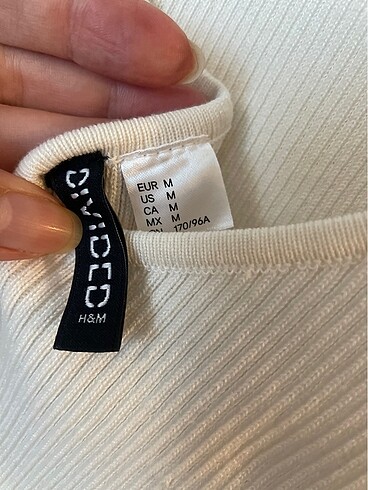 DIVIDED
H&M
EUR M
US M
CA M
MX M
170/96A